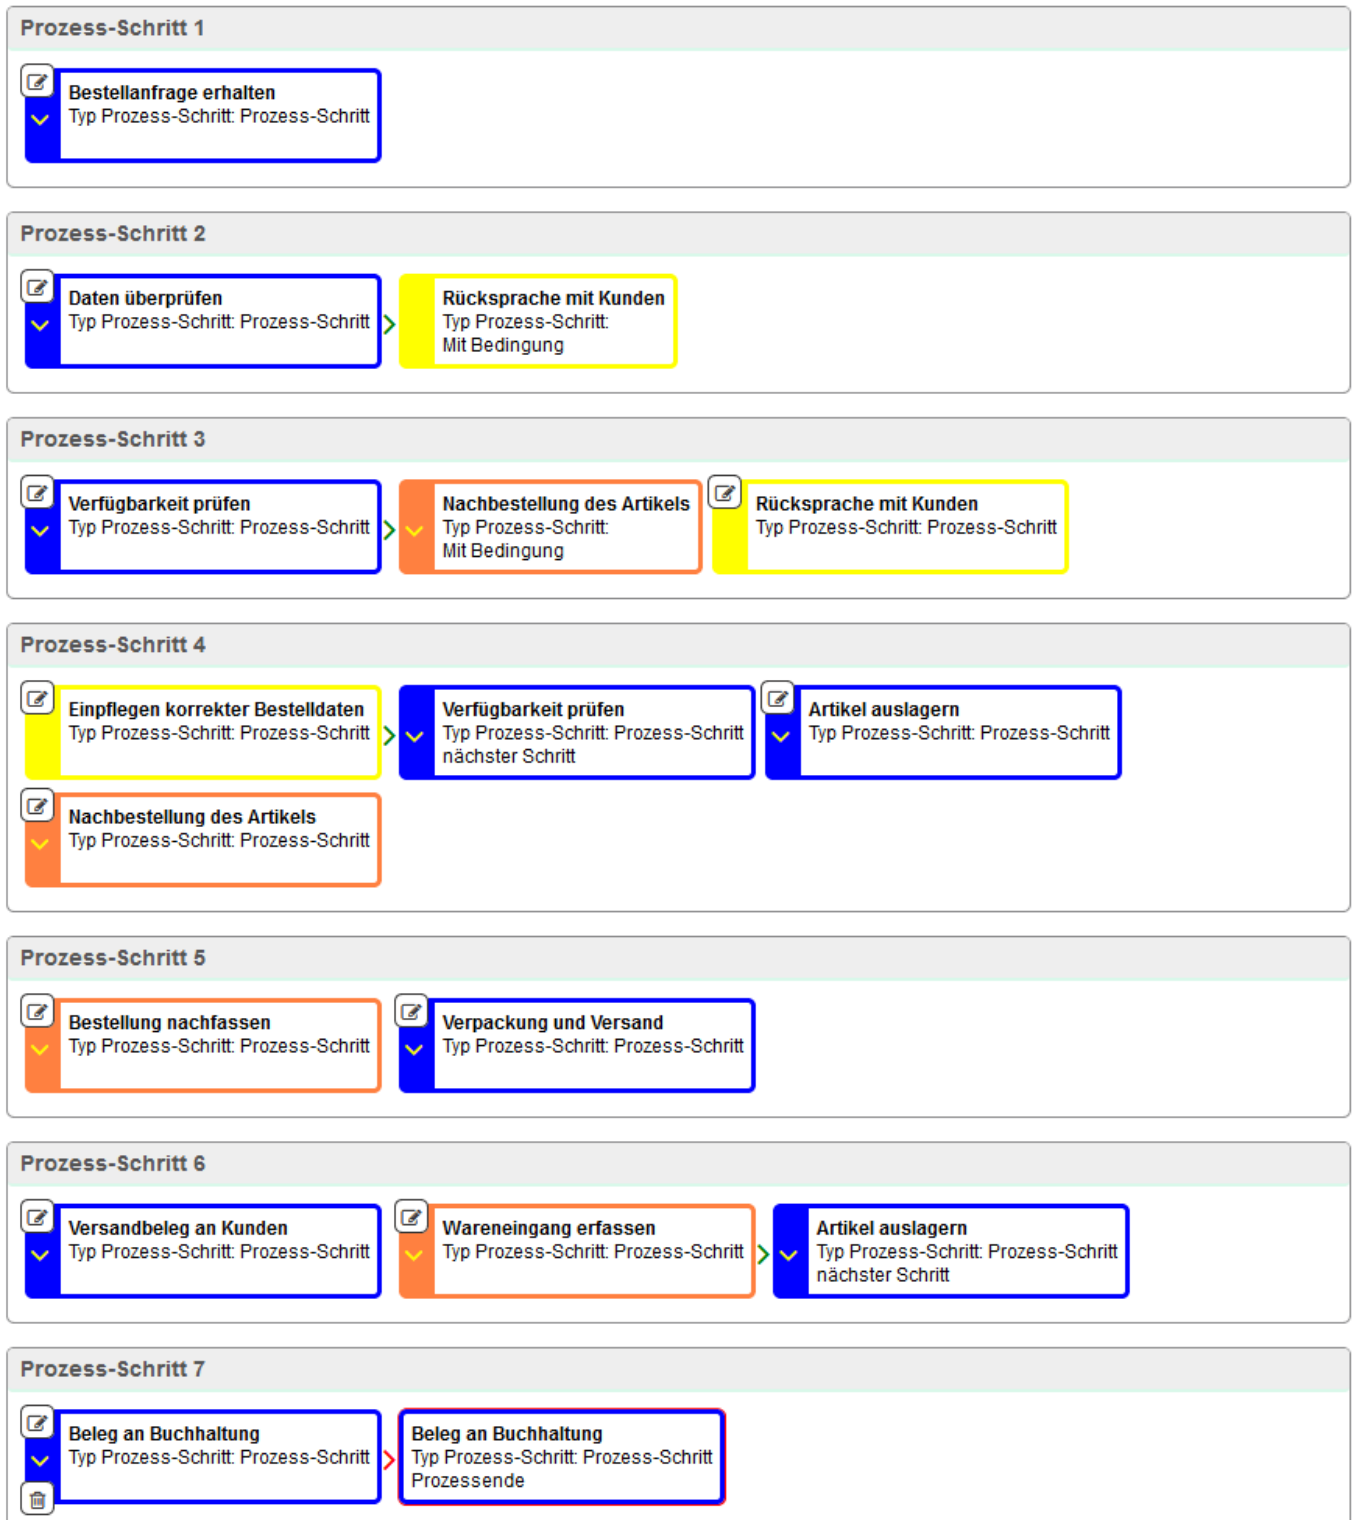 Prozess-Schritt 1
Bestellanfrage erhalten
Typ Prozess-Schritt: Prozess-Schritt
Prozess-Schritt 2
Daten überprüfen
Typ Prozess-Schritt: Prozess-Schritt
Rücksprache mit Kunden
Typ Prozess-Schritt:
Mit Bedingung
Prozess-Schritt 3
Verfügbarkeit prüfen
Typ Prozess-Schritt: Prozess-Schritt
Nachbestellung des Artikels
Typ Prozess-Schritt:
Mit Bedingung
Rücksprache mit Kunden
Typ Prozess-Schritt: Prozess-Schritt
Prozess-Schritt 4
Einpflegen korrekter Bestelldaten
Typ Prozess-Schritt: Prozess-Schritt
Verfügbarkeit prüfen
Typ Prozess-Schritt: Prozess-Schritt
nächster Schritt
Artikel auslagern
Typ Prozess-Schritt: Prozess-Schritt
Nachbestellung des Artikels
Typ Prozess-Schritt: Prozess-Schritt
Prozess-Schritt 5
Bestellung nachfassen
Typ Prozess-Schritt: Prozess-Schritt
Verpackung und Versand
Typ Prozess-Schritt: Prozess-Schritt
Prozess-Schritt 6
Versandbeleg an Kunden
Typ Prozess-Schritt: Prozess-Schritt
Wareneingang erfassen
Typ Prozess-Schritt: Prozess-Schritt
Artikel auslagern
Typ Prozess-Schritt: Prozess-Schritt
nächster Schritt
Prozess-Schritt 7
Beleg an Buchhaltung
Typ Prozess-Schritt: Prozess-Schritt
Beleg an Buchhaltung
Typ Prozess-Schritt: Prozess-Schritt
Prozessende